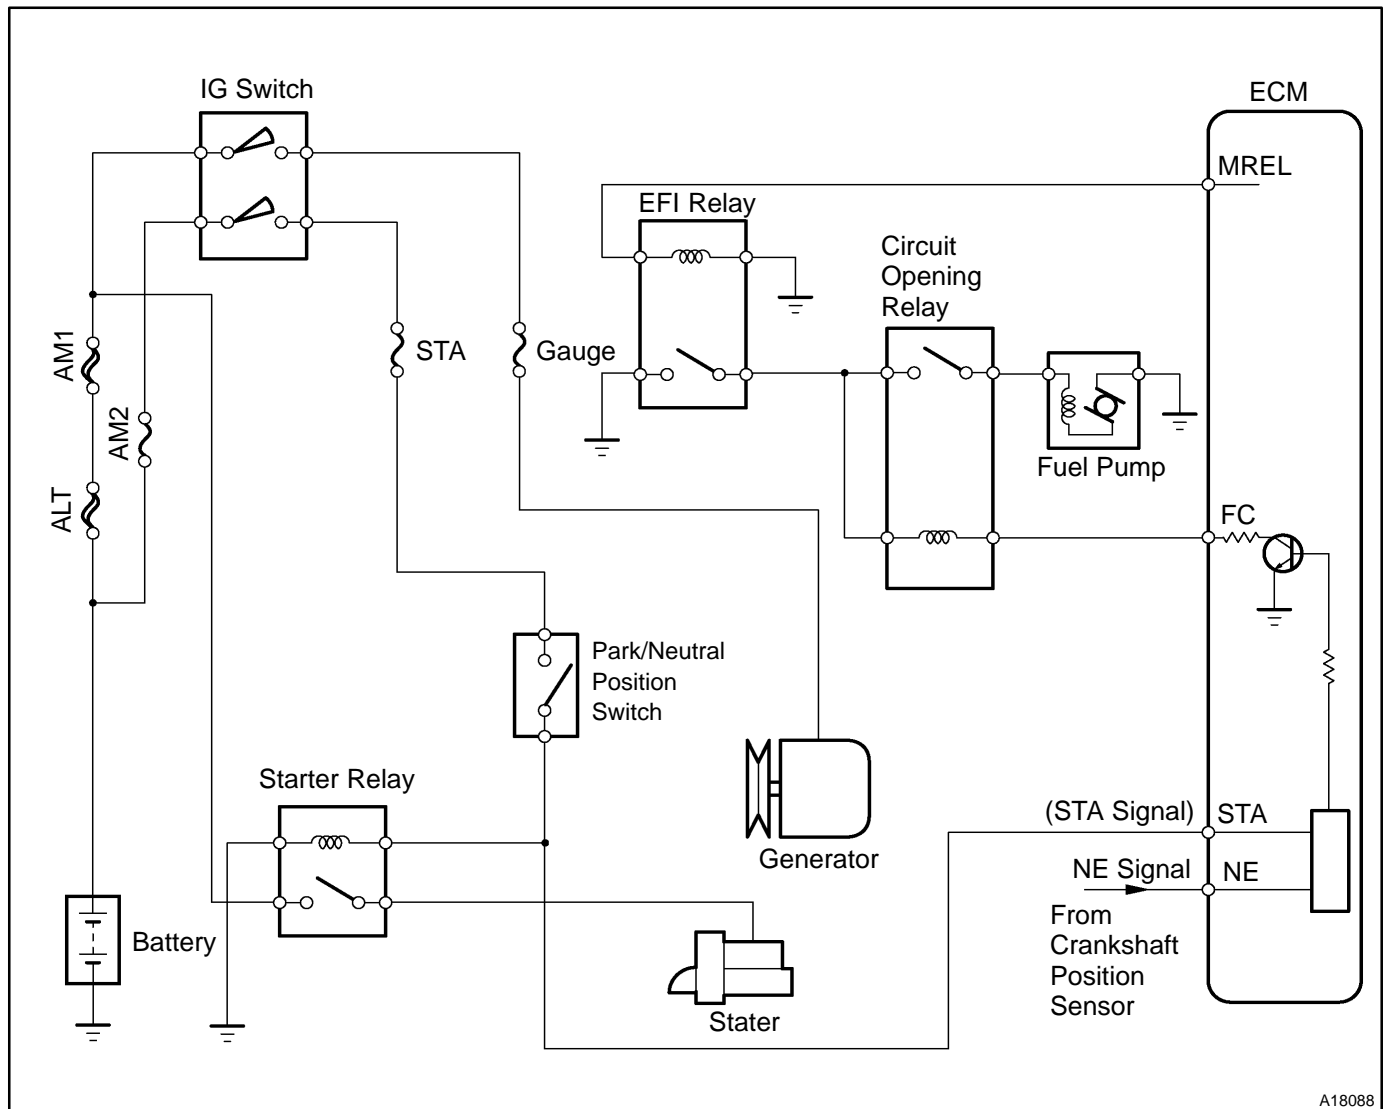 IG Switch
ECM
MREL
EFI Relay
Circuit
Opening
Relay
AM1
STA
Gauge
AM2
Fuel Pump
ALT
FC
Park/Neutral
Position
Switch
Starter Relay
(STA Signal)
STA
Generator
NE Signal
NE
From
Crankshaft
Position
Sensor
Battery
Stater
A18088